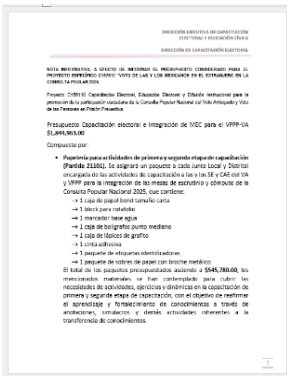 DIRECCIÓN EJECUTIVA DE CAPACITACIÓN
ELECTORAL Y EDUCACIÓN CÍVICA
DIRECCIÓN DE CAPACITACIÓN ELECTORAL
NOTA INFORMATIVA, A EFECTO DE INFORMAR EL PRESUPUESTO CONSIDERADO PARA EL
PROYECTO ESPECÍFICO "VOTO DE LAS Y LOS MEXICANOS EN EL EXTRANJERO EN LA
CONSULTA POPULAR
Proyecto Capacitación Electoral, Educación Electoral y Difusión Institucional para la
promoción de la participación ciudadana de la Consulta Popular Nacional del Voto Anticipado y Voto
de las Personas en Prisión Preventiva.
Presupuesto Capacitación electoral e integración de MEC para el VPPP-VA
$1,844,963.00
Compuesto por:
• Papelería para actividades de primera y segunda etapa de capacitación
(Partida 21101). Se asignará un paquete a cada Junta Local y Distrital
encargada de las actividades de capacitación a las y los SE y CAE del VA
y VPPP para la integración de las mesas de escrutinio y cómputo de la
Consulta Popular Nacional 2025, que contiene:
→ 1 caja de papel bond tamaño carta
→ 1 block para rotafolio
→ 1 marcador base agua
→ 1 caja de bolígrafos punto mediano
→ 1 caja de lápices de grafito
→ 1 cinta adhesiva
→ 1 paquete de etiquetas identificadoras
→ 1 paquete de sobres de papel con broche metálico
El total de los paquetes presupuestados asciende a $545,780.00, los
mencionados materiales se han contemplado para cubrir las
necesidades de actividades, ejercicios y dinámicas en la capacitación de
primera y segunda etapa de capacitación, con el objetivo de reafirmar
el aprendizaje y fortalecimiento de conocimientos a través de
anotaciones, simulacros y demás actividades inherentes a la
transferencia de conocimientos.